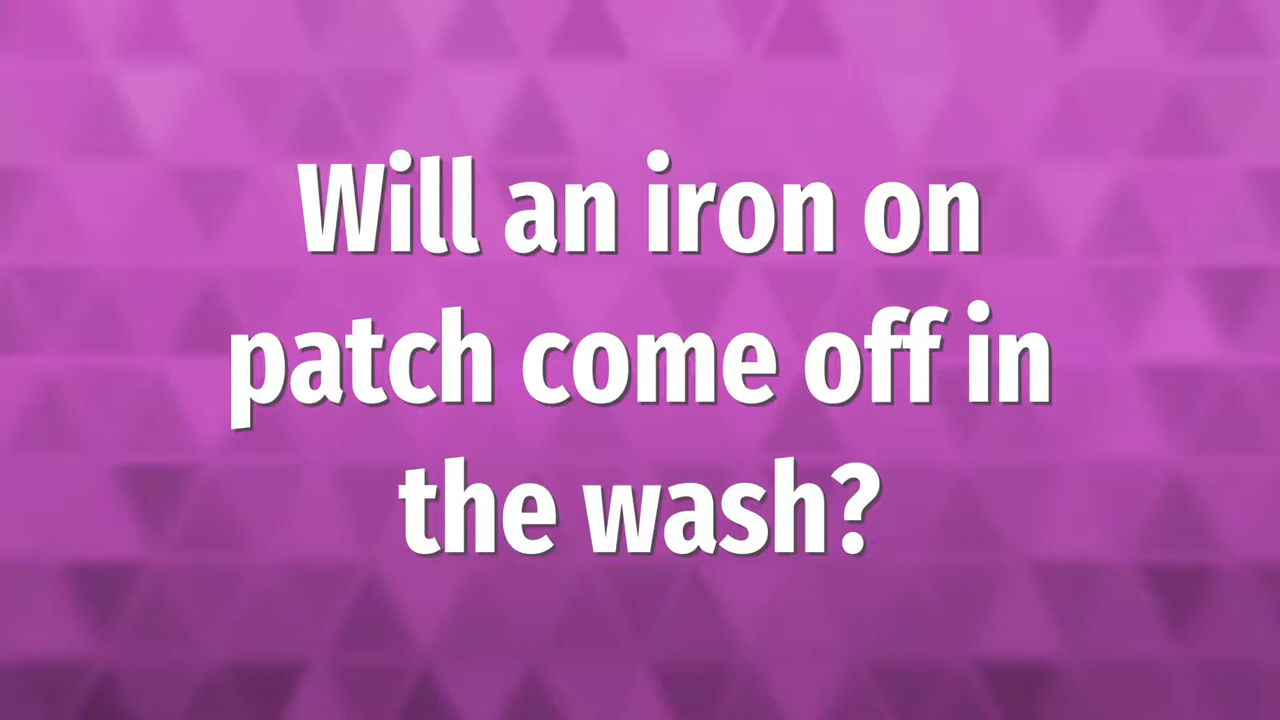 Will an iron on
patch come off in
the wash?